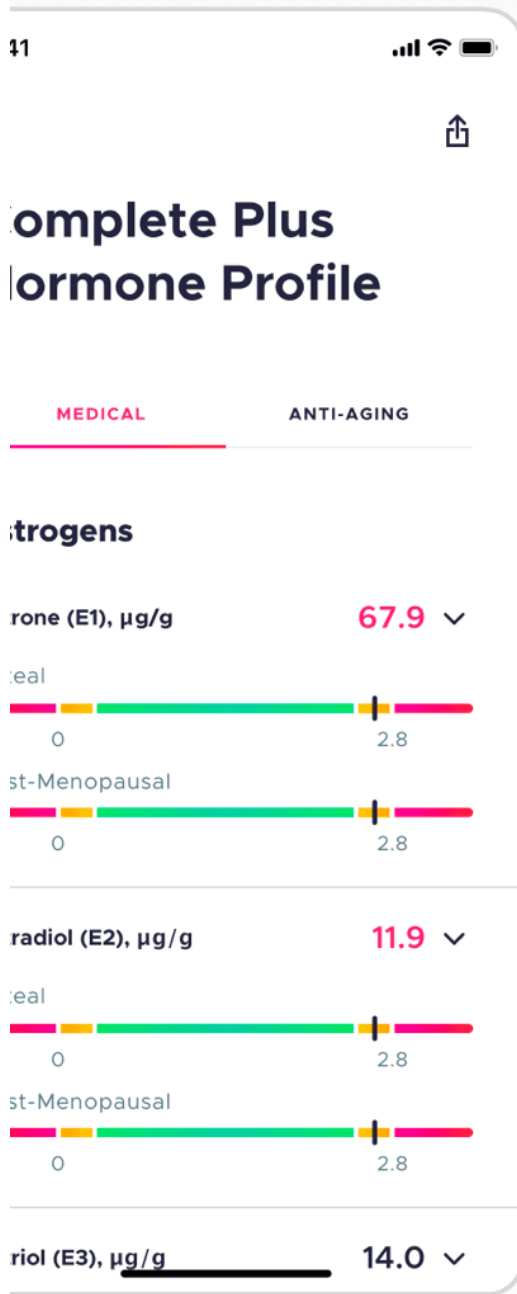 41
omplete Plus
ormone Profile
MEDICAL ANTI-AGING
strogens
rone (E1), µg/g 67.9
eal
0 2.8
st-Menopausal
0 2.8
radiol (E2), µg/g 11.9
eal
0 2.8
st-Menopausal
0 2.8
riol (E3), µg/g 14.0